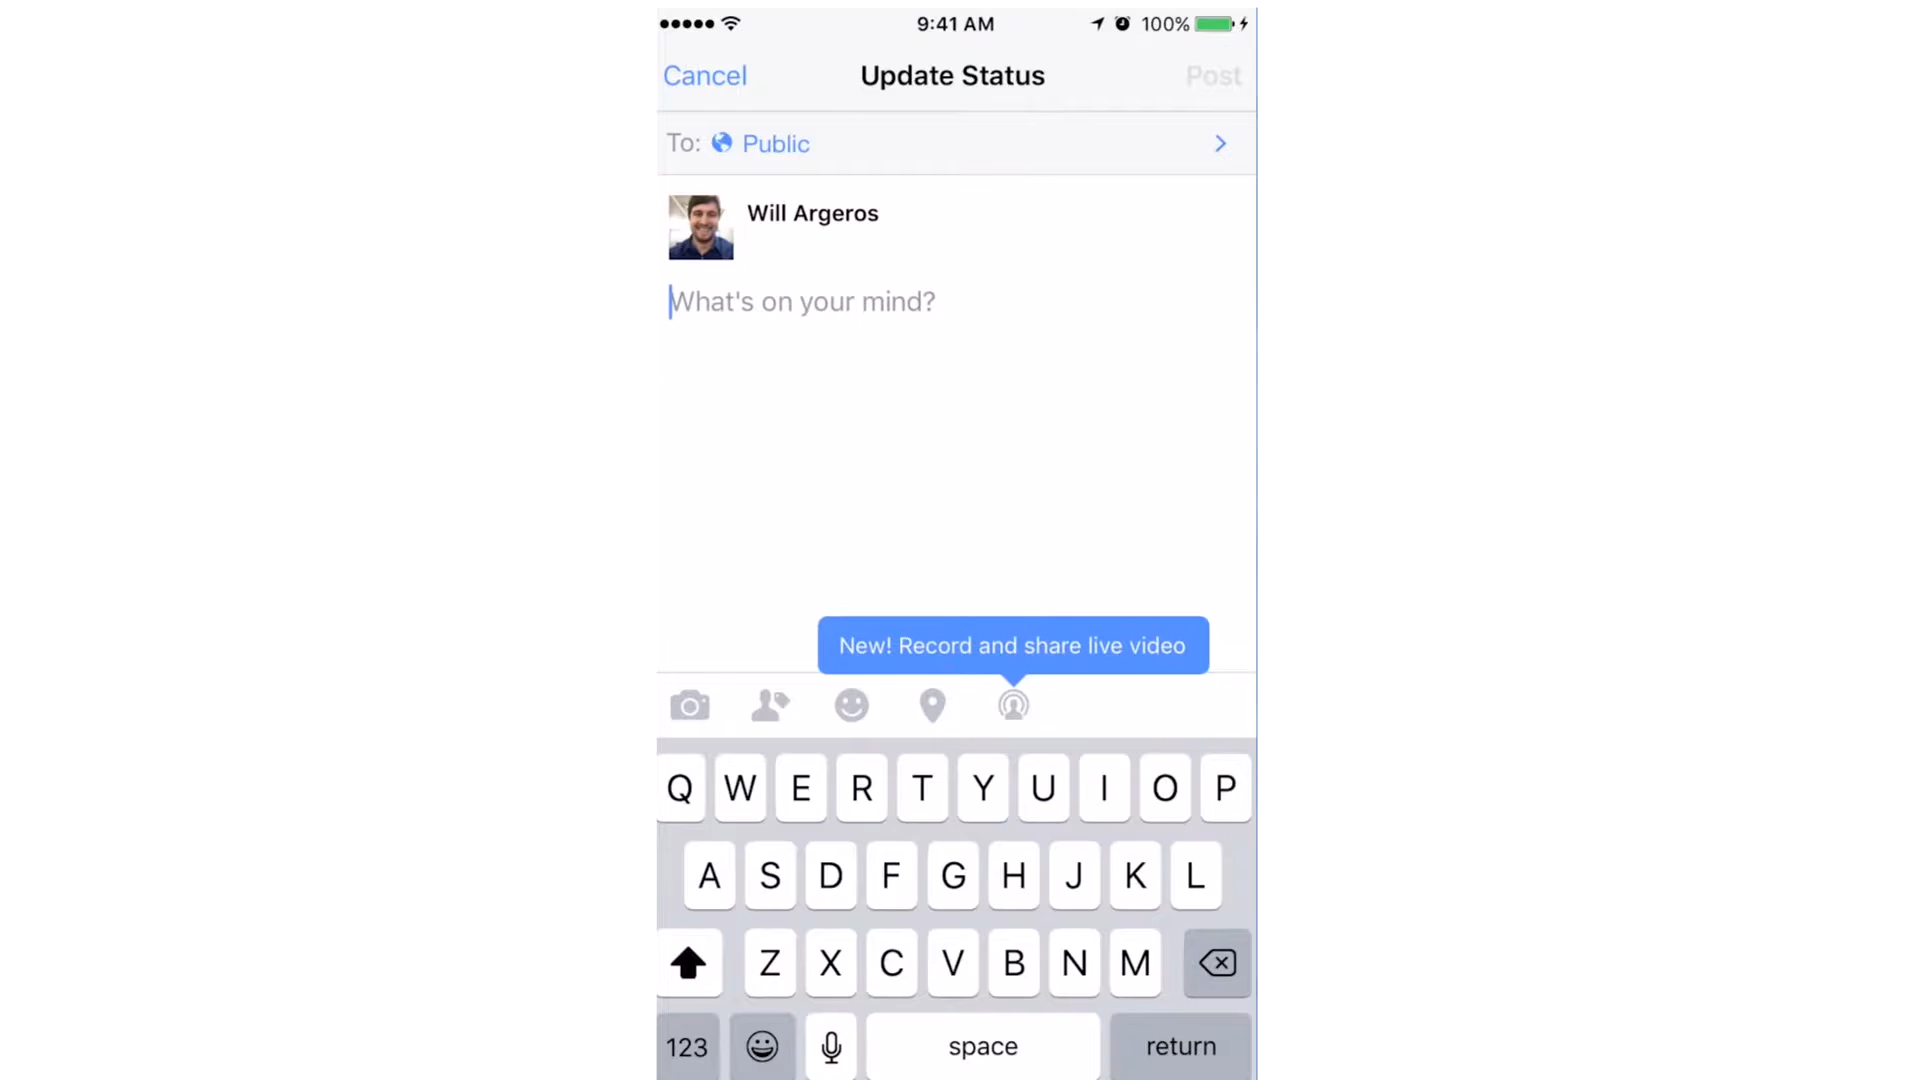 9:41 AM 100%
Cancel Update Status Post
To: Public
Will Argeros
What's on your mind?
New! Record and share live video
Q W E R T Y U I O P
A S D F G H J K L
Z X C V B N M
123 space return